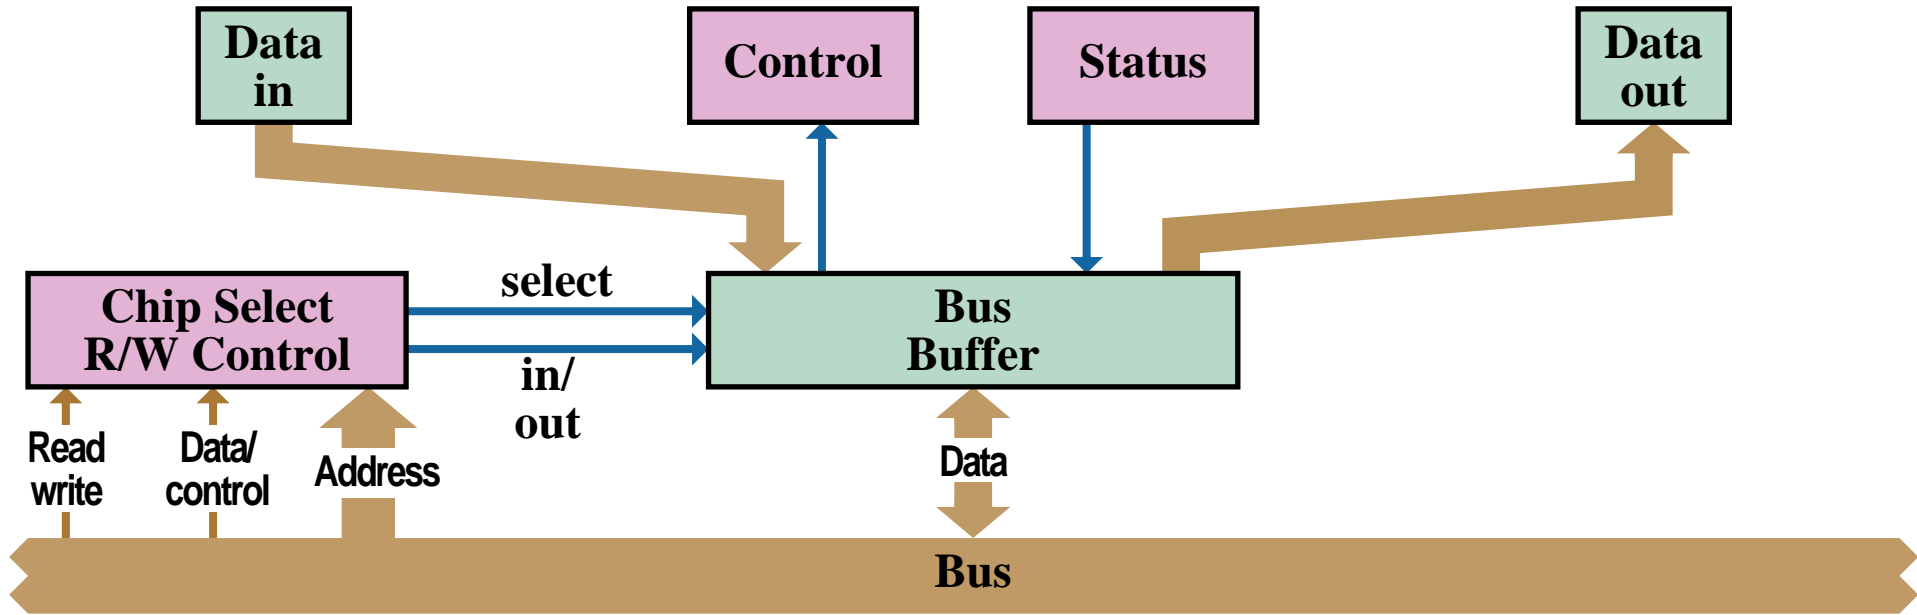 Data
in
Control
Status
Data
out
Chip Select
R/W Control
select
in/
out
Bus
Buffer
Read
write
Data/
control
Address
Data
Bus